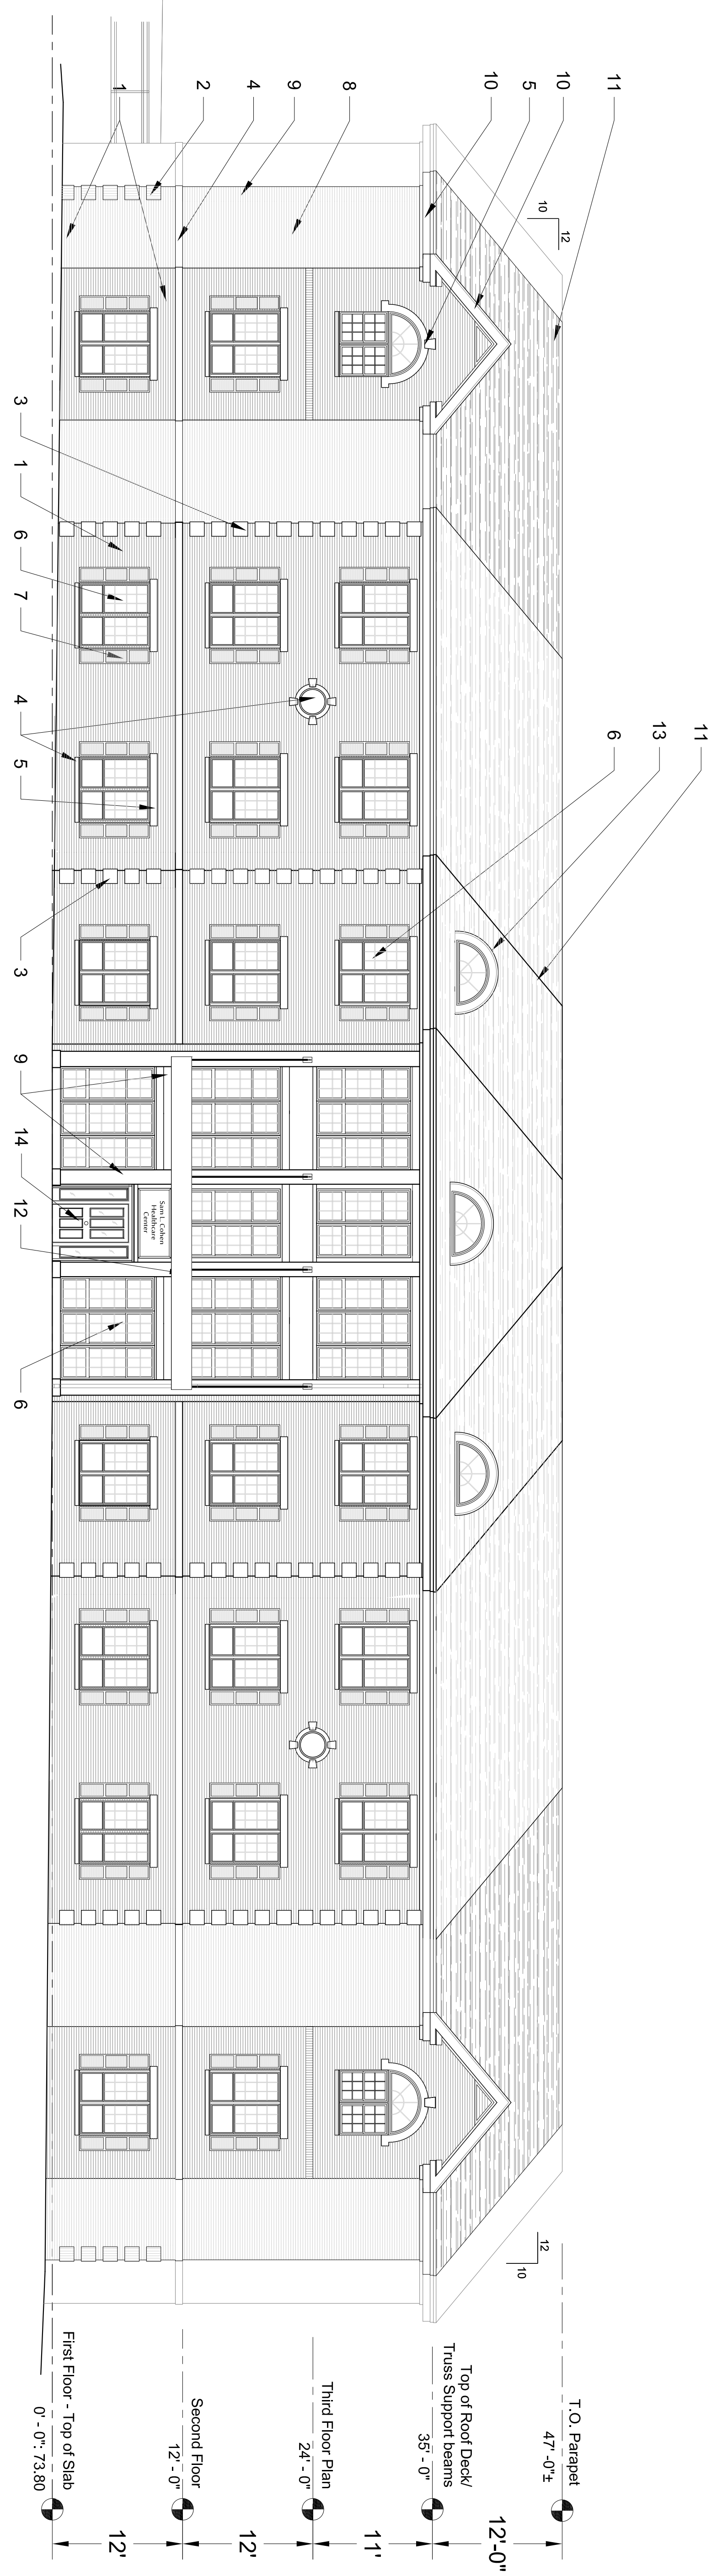 11
13
11
6
10
5
10
8
9
4
2
1
12
10
12
10
T.O. Parapet
47' -0"±
12'-0"
Top of Roof Deck/
Truss Support beams
35' - 0"
11'
Third Floor Plan
24' - 0"
12'
Second Floor
12' - 0"
12'
First Floor - Top of Slab
0' - 0": 73.80
Sam L. Cohen
Healthcare
Center
3 1 6 7 4 5 3 9 14 12 6